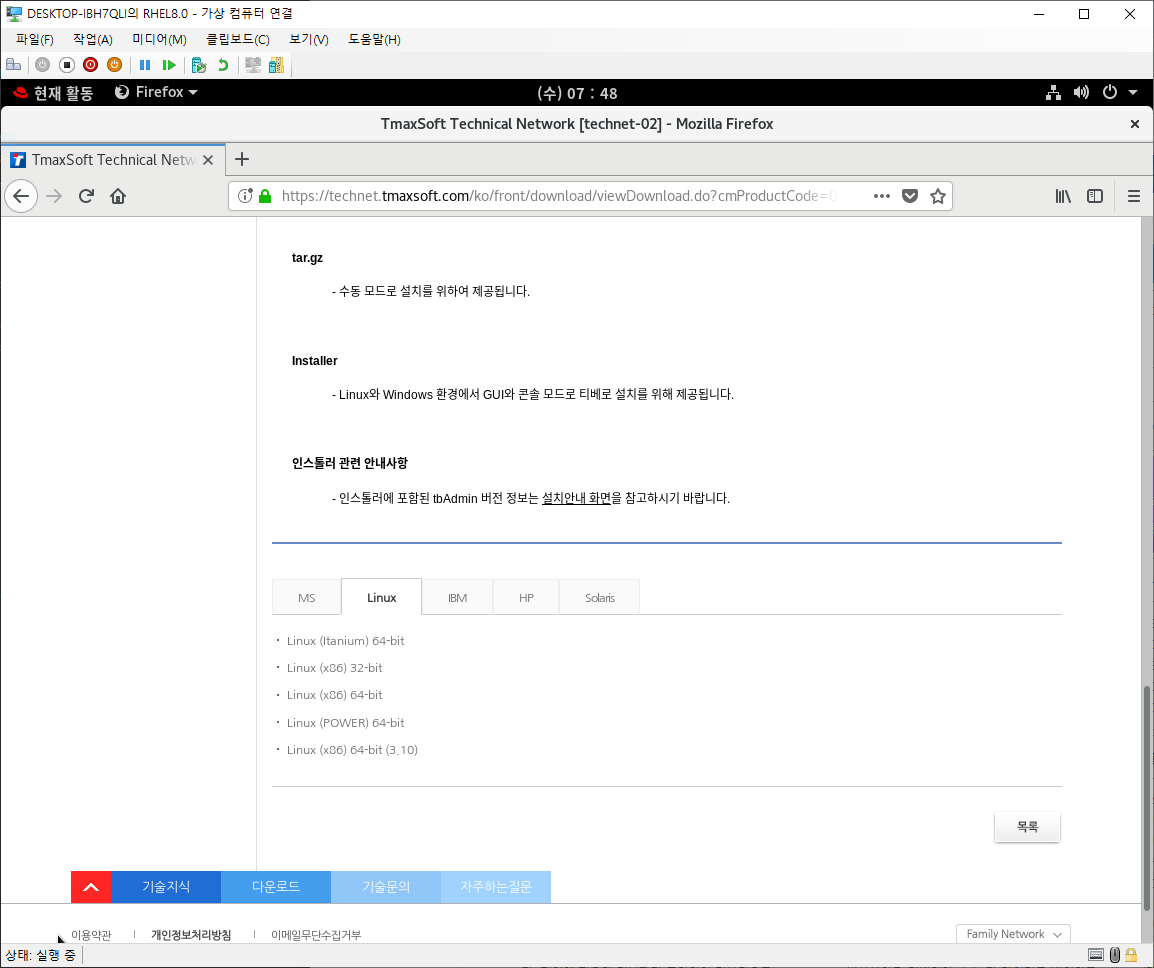 DESKTOP-IBH7QLI의 RHEL8.0 - 가상 컴퓨터 연결
파일(F) 작업(A) 미디어(M) 클립보드(C) 보기(V) 도움말(H)
현재 활동 Firefox (수) 07 : 48
TmaxSoft Technical Network [technet-02] - Mozilla Firefox
TmaxSoft Technical Netw
https://technet.tmaxsoft.com/ko/front/download/viewDownload.do?cmProductCode=0
tar.gz
- 수동 모드로 설치를 위하여 제공됩니다.
Installer
- Linux와 Windows 환경에서 GUI와 콘솔 모드로 티베로 설치를 위해 제공됩니다.
인스톨러 관련 안내사항
- 인스톨러에 포함된 tbAdmin 버전 정보는 설치안내 화면을 참고하시기 바랍니다.
MS Linux IBM HP Solaris
· Linux (Itanium) 64-bit
· Linux (x86) 32-bit
· Linux (x86) 64-bit
· Linux (POWER) 64-bit
· Linux (x86) 64-bit (3.10)
목록
기술지식 다운로드 기술문의 자주하는질문
이용약관 | 개인정보처리방침 | 이메일무단수집거부 Family Network
상태: 실행 중